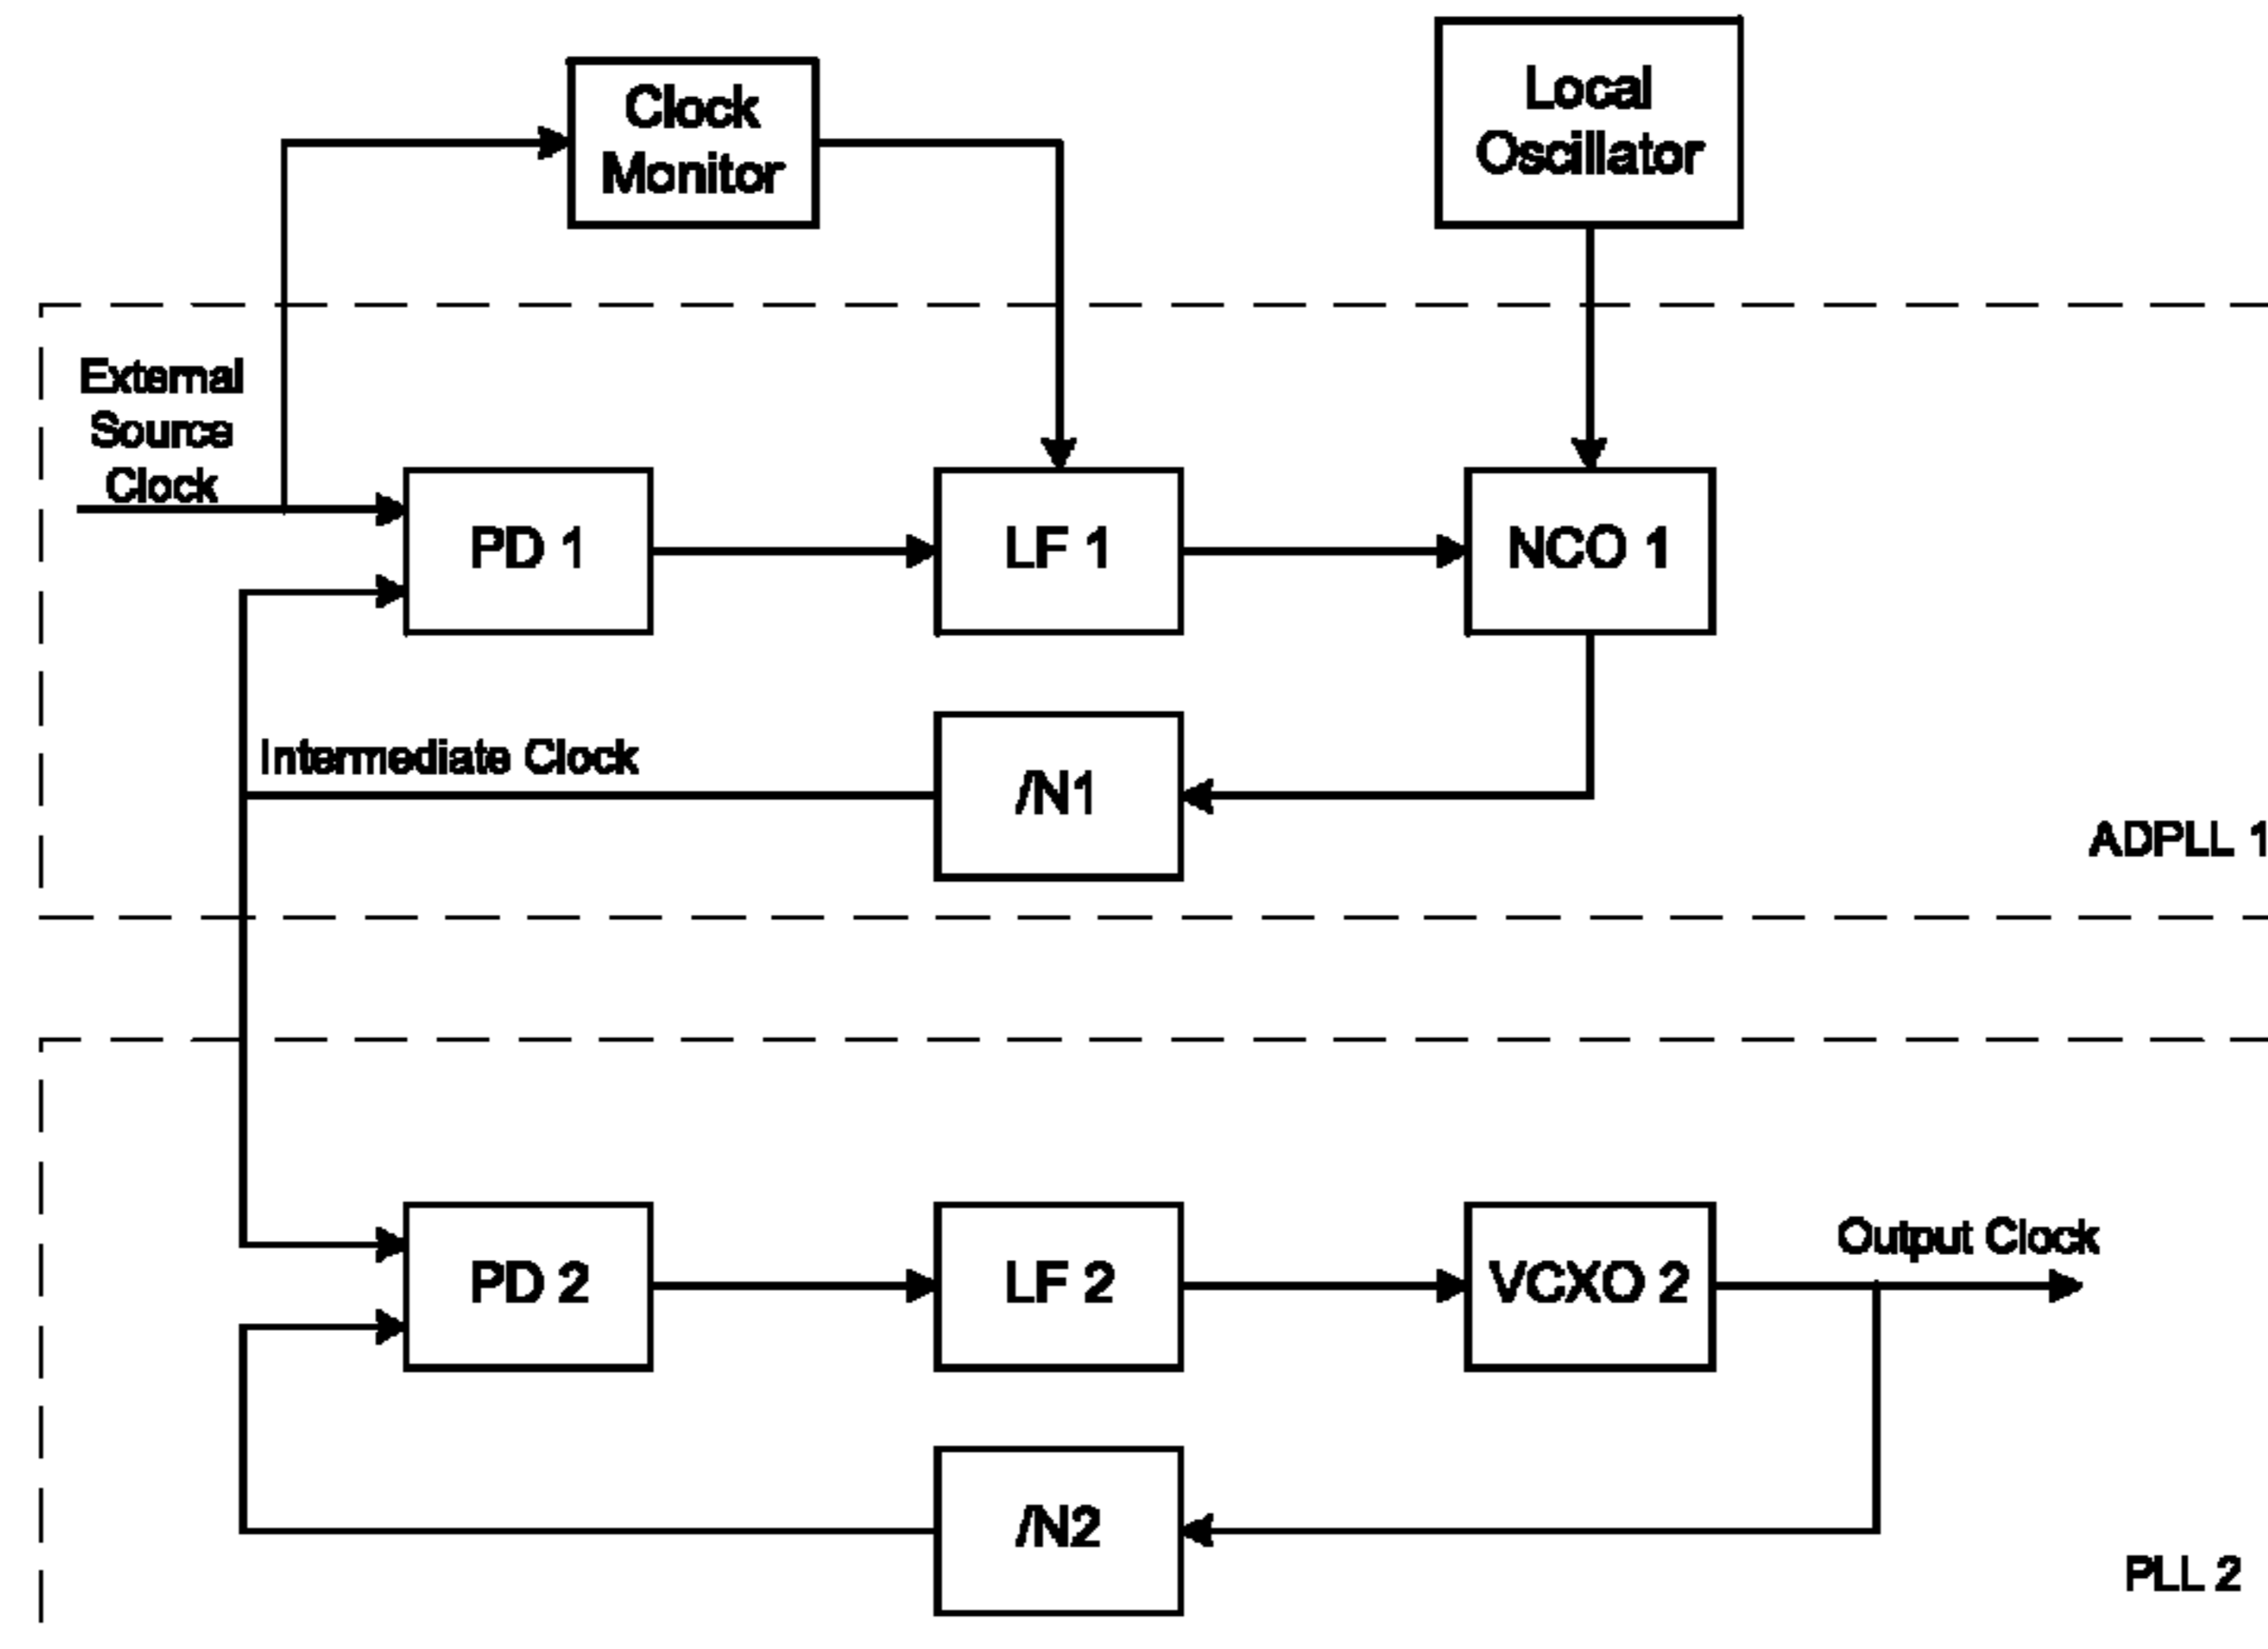 Clock
Monitor
Local
Oscillator
External
Source
Clock
PD 1
LF 1
NCO 1
Intermediate Clock
/N1
ADPLL 1
PD 2
LF 2
VCXO 2
Output Clock
/N2
PLL 2